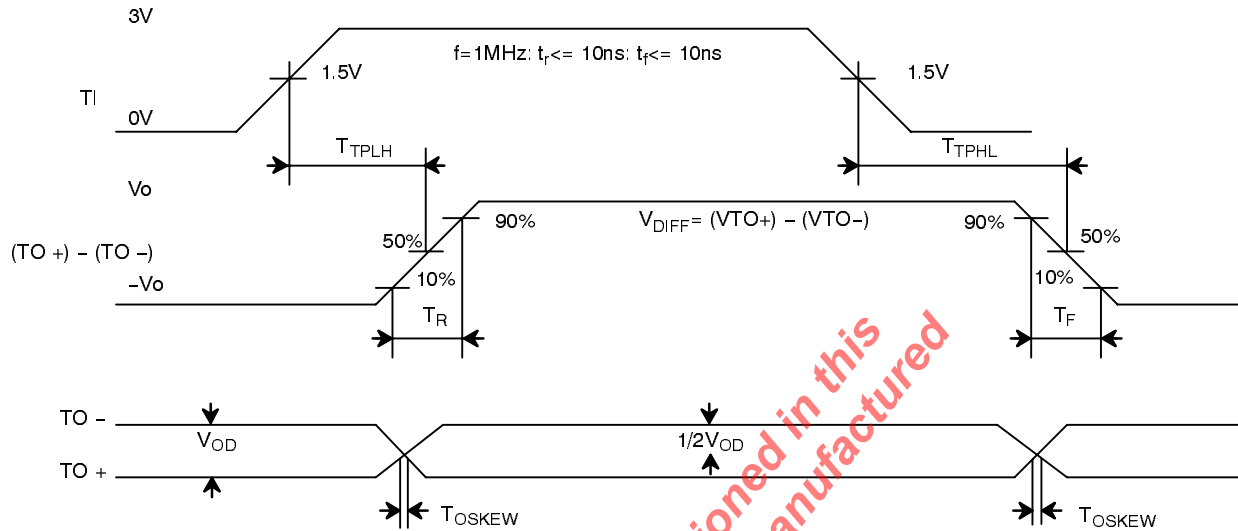 3V
f=1MHz: tr<= 10ns: tf<= 10ns
1.5V
1.5V
TI
0V
TTPLH
TTPHL
Vo
90%
VDIFF= (VTO+) – (VTO–)
90%
50%
50%
(TO +) – (TO –)
–Vo
10%
10%
TR
TF
TO –
VOD
1/2VOD
TO +
TOSKEW
TOSKEW
ioned in this
anufactured